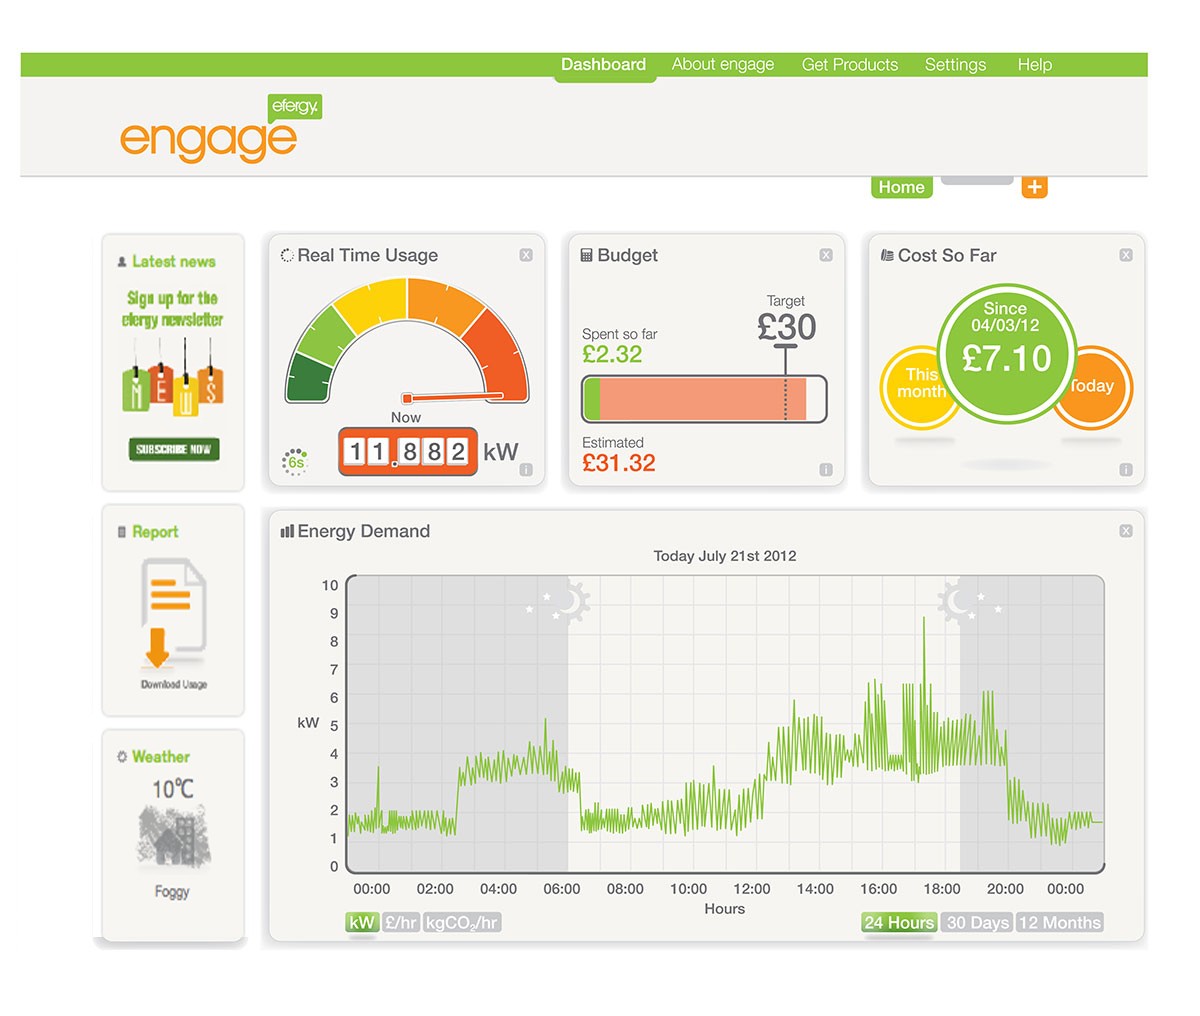 Dashboard About engage Get Products Settings Help
efergy
engage
Home +
Latest news
Sign up for the
efergy newsletter
NEWS
SUBSCRIBE NOW
Real Time Usage X
Now
11.882 kW
6s
i
Budget X
Target
£30
Spent so far
£2.32
Estimated
£31.32
i
Cost So Far X
Since
04/03/12
£7.10
This
month
Today
i
Report
Download Usage
Weather
10°C
Foggy
Energy Demand X
Today July 21st 2012
10
9
8
7
6
kW 5
4
3
2
1
0
00:00 02:00 04:00 06:00 08:00 10:00 12:00 14:00 16:00 18:00 20:00 00:00
Hours
kW £/hr kgCO₂/hr 24 Hours 30 Days 12 Months